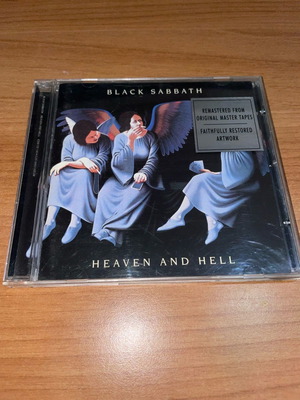 BLACK SABBATH
REMASTERED FROM
ORIGINAL MASTER TAPES
FAITHFULLY RESTORED
ARTWORK
HEAVEN AND HELL